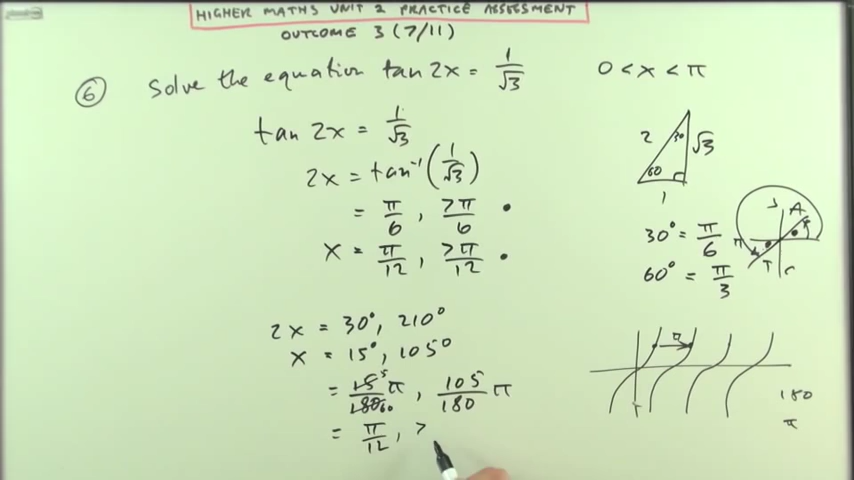 HIGHER MATHS UNIT 2 PRACTICE ASSESSMENT
OUTCOME 3 (7/11)
6 Solve the equation tan 2x = 1/√3 0 < x < π
tan 2x = 1/√3
2x = tan⁻¹(1/√3)
= π/6, 7π/6
x = π/12, 7π/12
2x = 30°, 210°
x = 15°, 105°
= 15/180 π, 105/180 π
= π/12, 7
2 30 √3
60
1
30° = π/6
60° = π/3
S A
π
T C
π
180
π